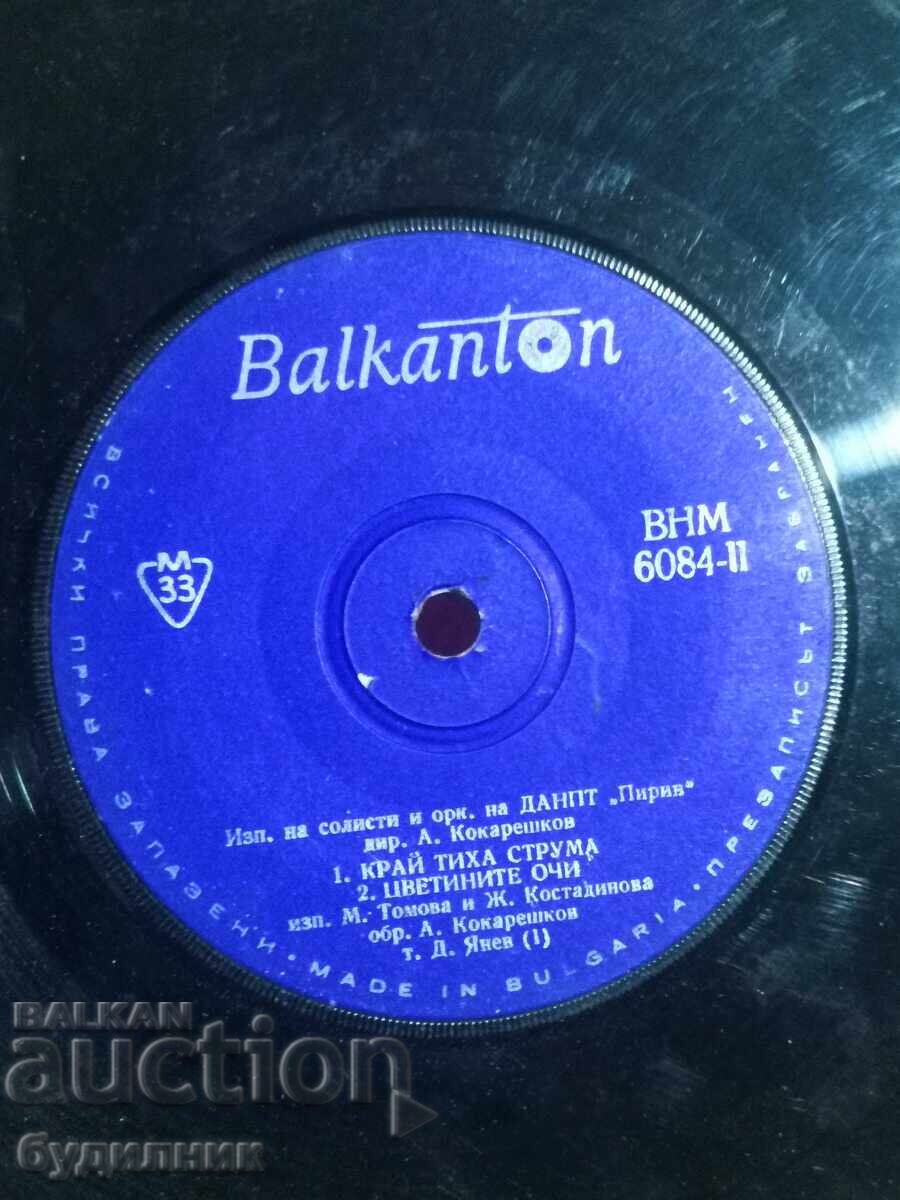 Balkanton
ВНМ
6084-II
M
33
Изп. на солисти и орк. на ДАНПТ „Пирин"
дир. А. Кокарешков
1. КРАЙ ТИХА СТРУМА
2. ЦВЕТИНИТЕ ОЧИ
изп. М. Томова и Ж. Костадинова
обр. А. Кокарешков
т. Д. Янев (1)
ВСИЧКИ ПРАВА ЗАПАЗЕНИ • MADE IN BULGARIA • ПРЕЗАПИСЪТ ЗАБРАНЕН
BALKAN
auction
будилник